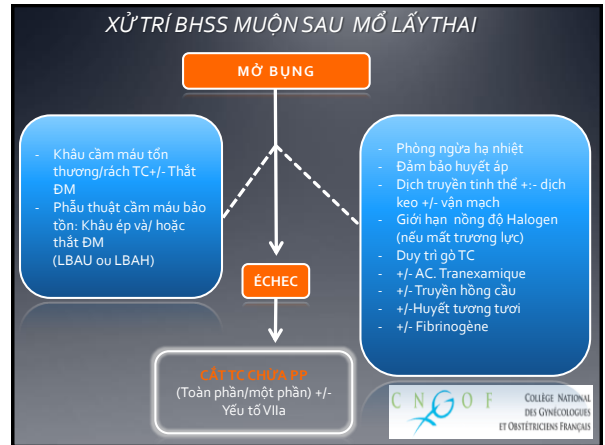 XỬ TRÍ BHSS MUỘN SAU MỔ LẤY THAI
MỞ BỤNG
- Khâu cầm máu tổn
thương/rách TC+/- Thắt
ĐM
- Phẫu thuật cầm máu bảo
tồn: Khâu ép và/ hoặc
thắt ĐM
(LBAU ou LBAH)
- Phòng ngừa hạ nhiệt
- Đảm bảo huyết áp
- Dịch truyền tinh thể +:- dịch
keo +/- vận mạch
- Giới hạn nồng độ Halogen
(nếu mất trương lực)
- Duy trì gò TC
- +/- AC. Tranexamique
- +/- Truyền hồng cầu
- +/-Huyết tương tươi
- +/- Fibrinogène
ÉCHEC
CẮT TC CHỪA PP
(Toàn phần/một phần) +/-
Yếu tố VIIa
CNGOF
COLLÈGE NATIONAL
DES GYNÉCOLOGUES
ET OBSTÉTRICIENS FRANÇAIS